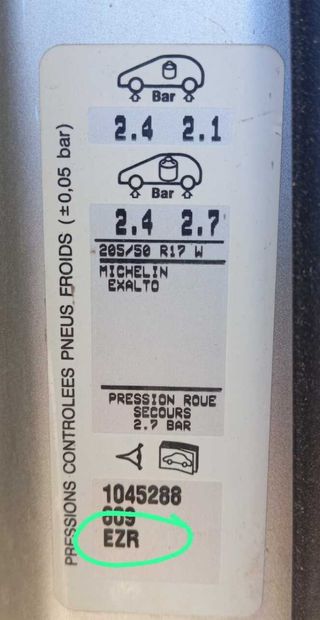 PRESSIONS CONTROLEES PNEUS FROIDS (±0,05 bar)
Bar
2.4 2.1
Bar
2.4 2.7
205/50 R17 W
MICHELIN
EXALTO
PRESSION ROUE
SECOURS
2.7 BAR
1045288
009
EZR